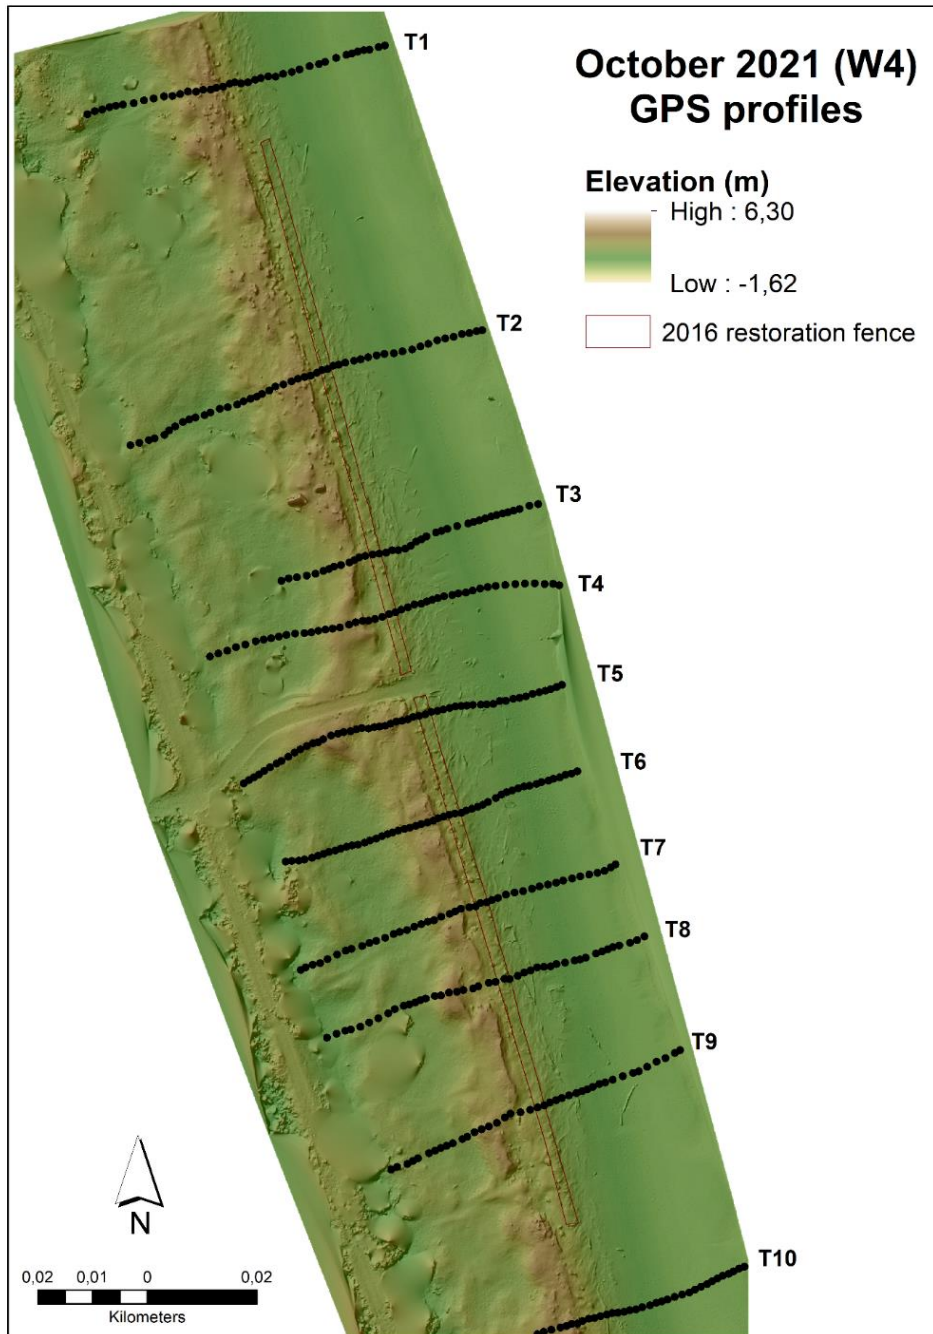 T1
October 2021 (W4)
GPS profiles
Elevation (m)
High : 6,30
Low : -1,62
2016 restoration fence
T2
T3
T4
T5
T6
T7
T8
T9
T10
N
0,02 0,01 0 0,02
Kilometers